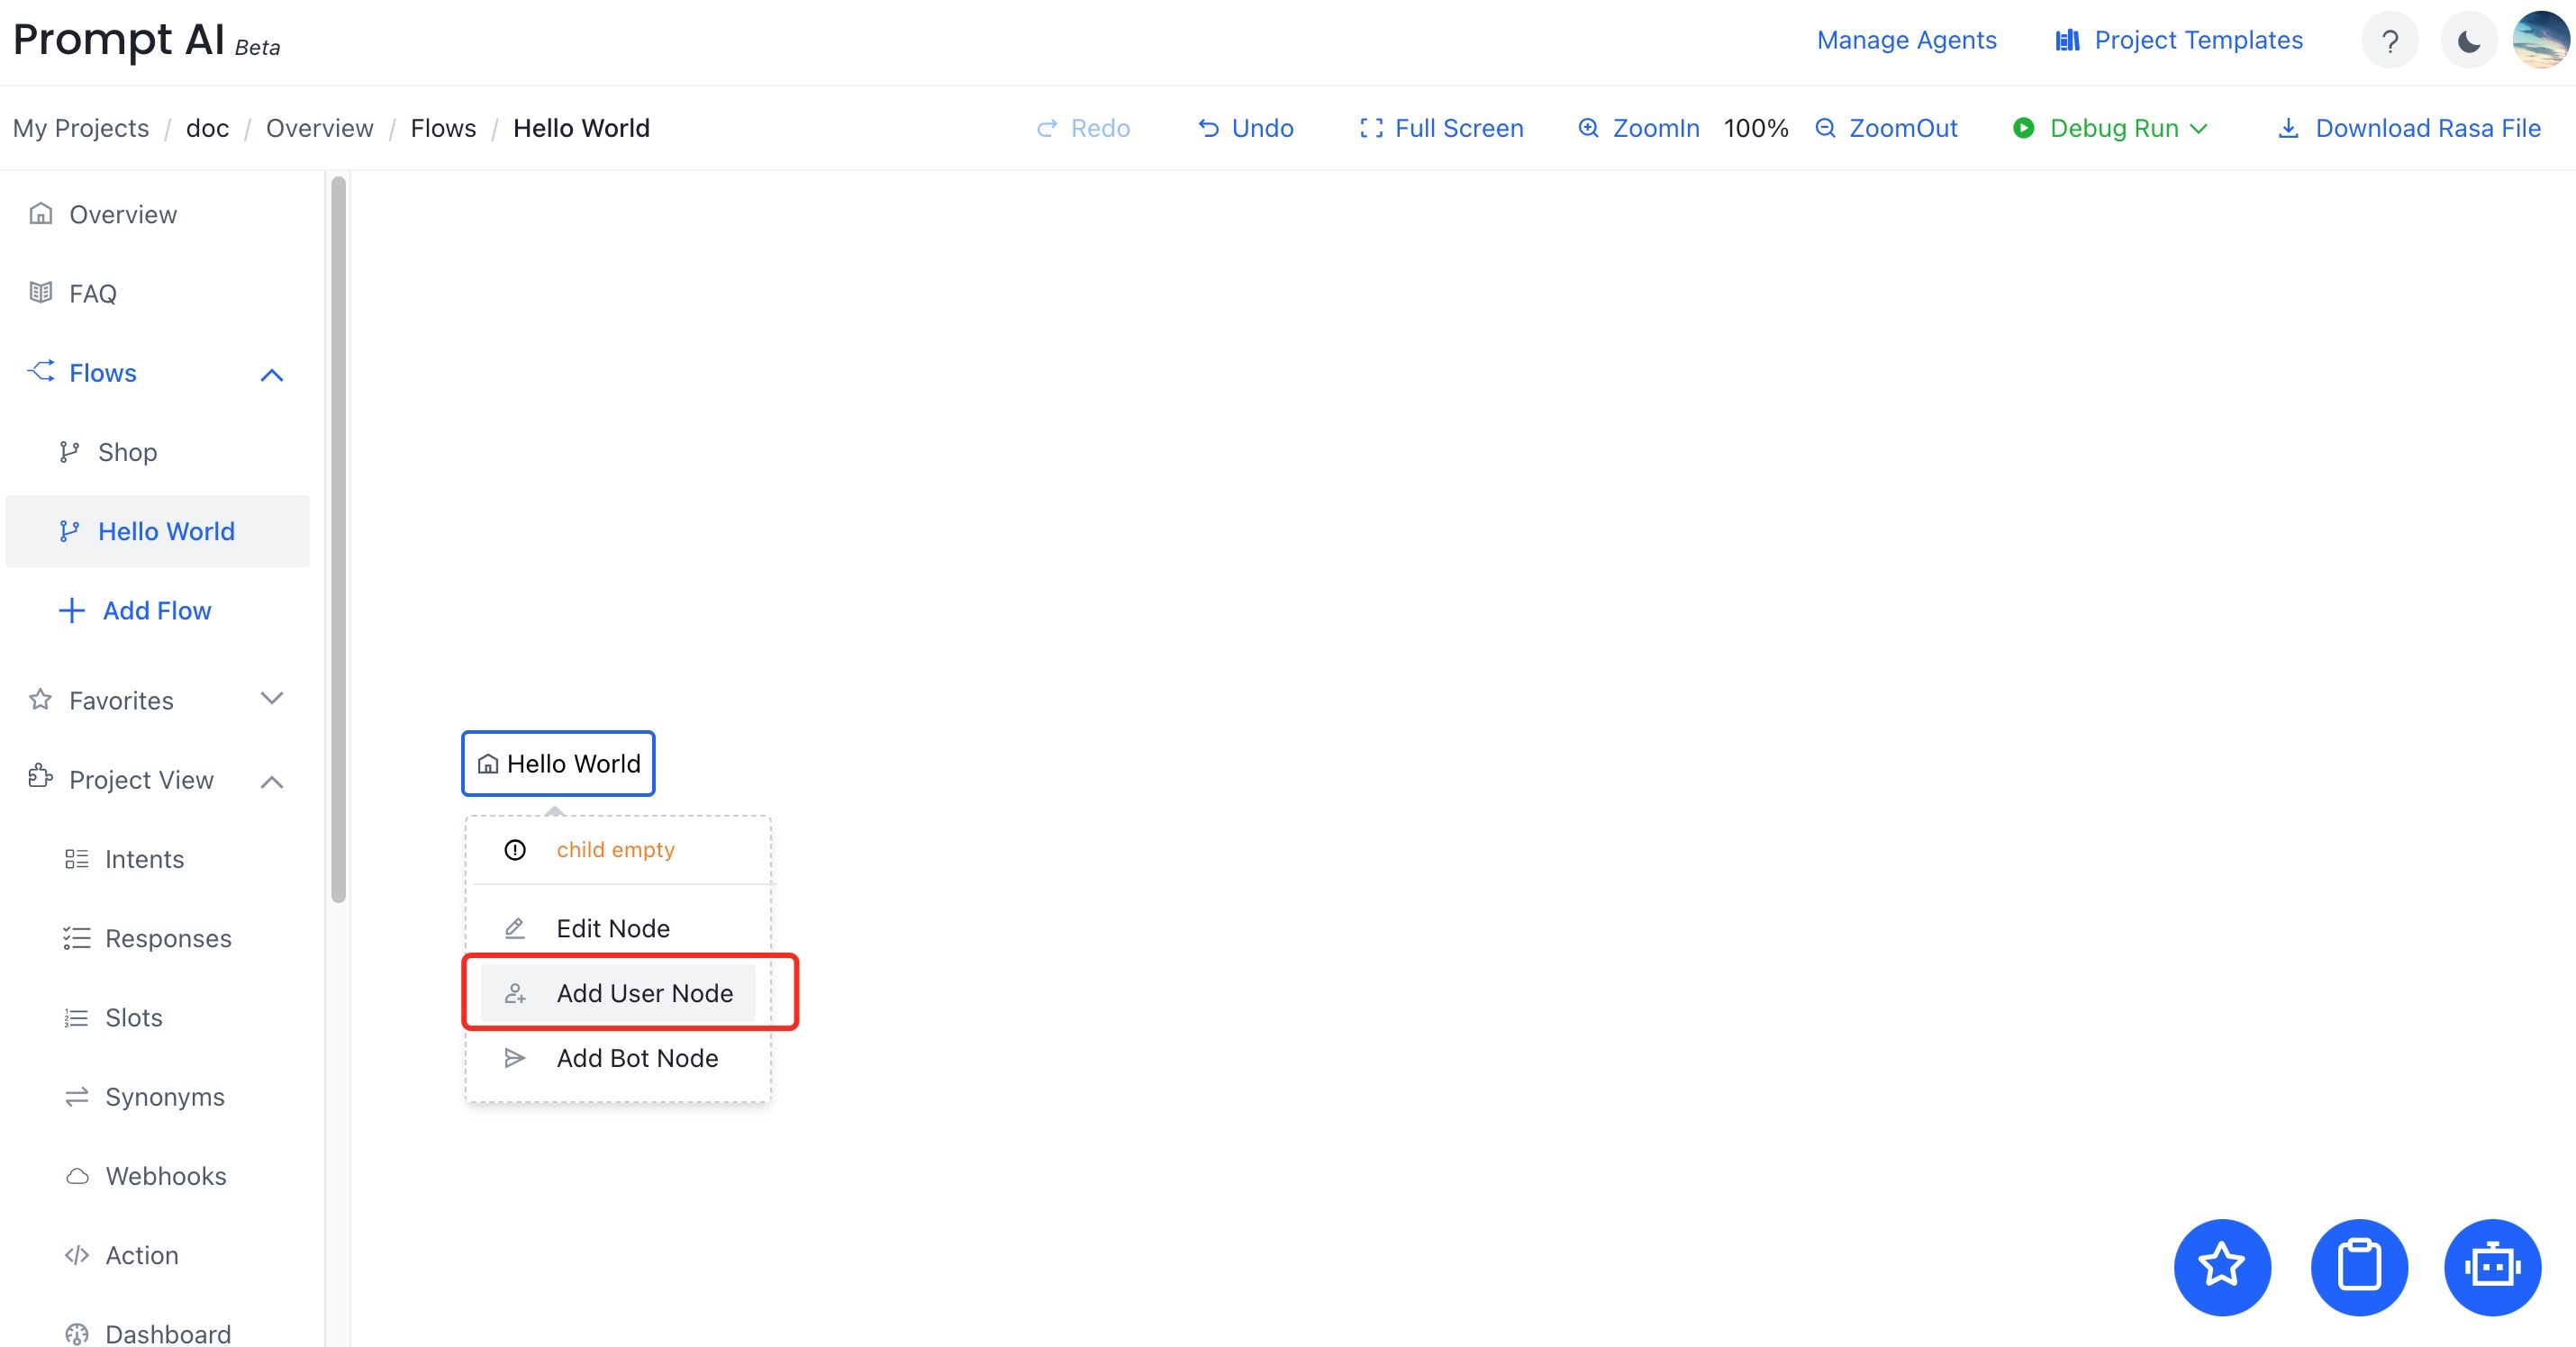 Prompt AI Beta
Manage Agents
Project Templates
?
My Projects / doc / Overview / Flows / Hello World
Redo
Undo
Full Screen
ZoomIn
100%
ZoomOut
Debug Run
Download Rasa File
Overview
FAQ
Flows
Shop
Hello World
Add Flow
Favorites
Project View
Intents
Responses
Slots
Synonyms
Webhooks
Action
Dashboard
Hello World
child empty
Edit Node
Add User Node
Add Bot Node